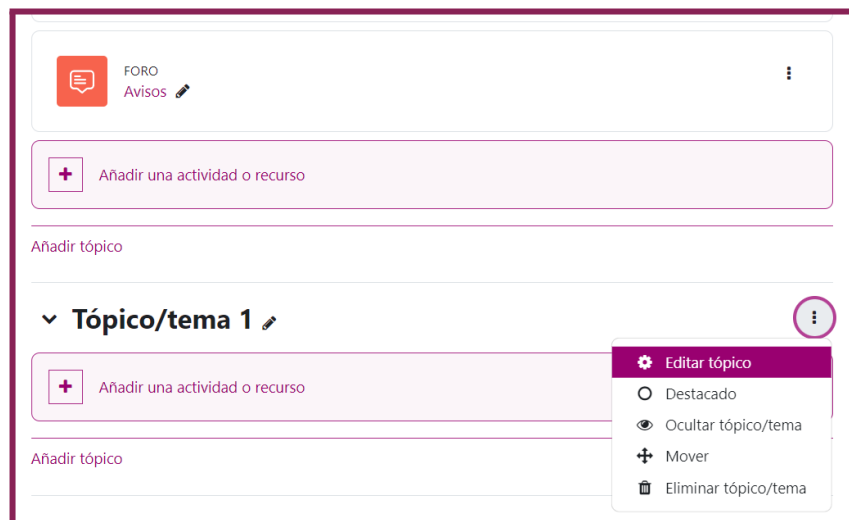 FORO
Avisos
Añadir una actividad o recurso
Añadir tópico
Tópico/tema 1
Editar tópico
Añadir una actividad o recurso
Destacado
Ocultar tópico/tema
Añadir tópico
Mover
Eliminar tópico/tema